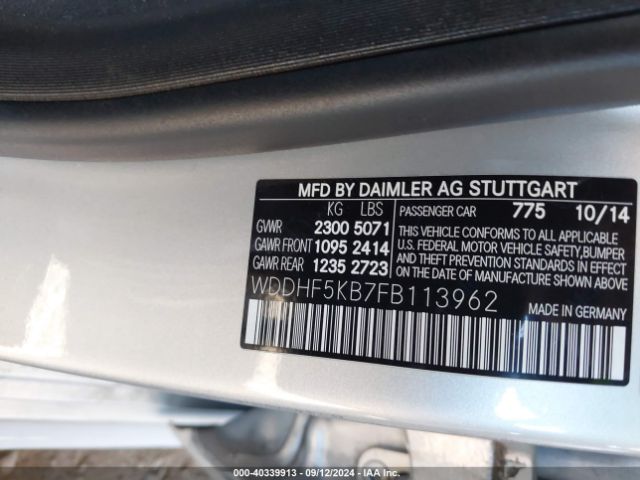 MFD BY DAIMLER AG STUTTGART
KG LBS
GVWR 2300 5071
GAWR FRONT 1095 2414
GAWR REAR 1235 2723
PASSENGER CAR 775 10/14
THIS VEHICLE CONFORMS TO ALL APPLICABLE
U.S. FEDERAL MOTOR VEHICLE SAFETY, BUMPER
AND THEFT PREVENTION STANDARDS IN EFFECT
ON THE DATE OF MANUFACTURE SHOWN ABOVE
WDDHF5KB7FB113962
MADE IN GERMANY
000-40339913 - 09/12/2024 - IAA Inc.